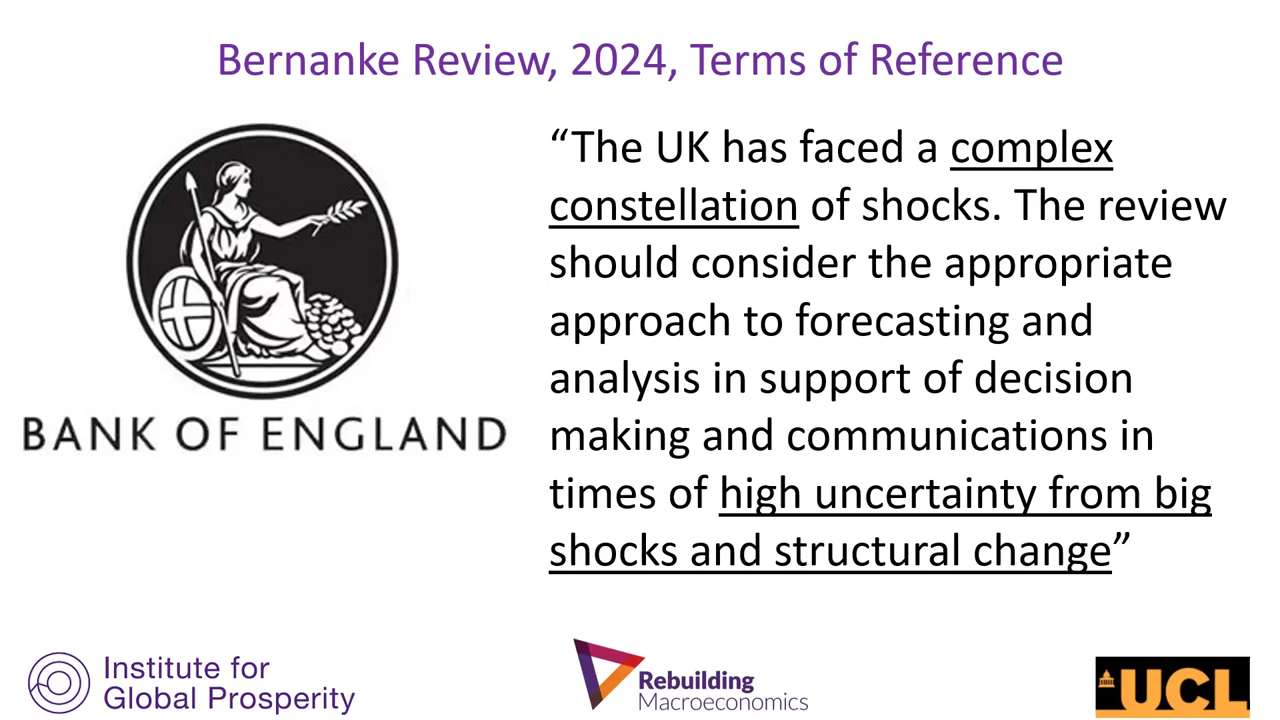 Bernanke Review, 2024, Terms of Reference
BANK OF ENGLAND
“The UK has faced a complex
constellation of shocks. The review
should consider the appropriate
approach to forecasting and
analysis in support of decision
making and communications in
times of high uncertainty from big
shocks and structural change”
Institute for
Global Prosperity
Rebuilding
Macroeconomics
UCL